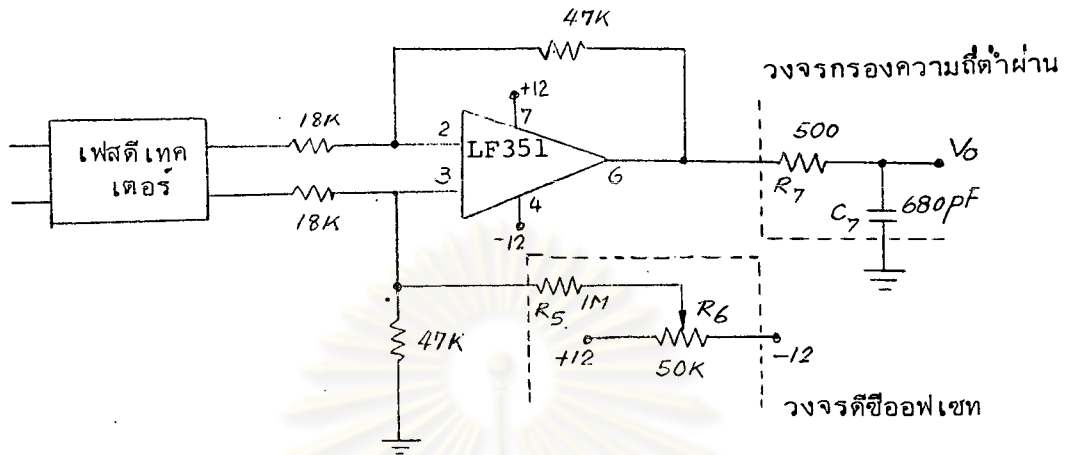 47K
วงจรกรองความถี่ต่ำผ่าน
+12
7
18K
2
LF351
500
Vo
เฟสดีเทค
เตอร์
3
6
R7
18K
4
-12
C7
680pF
R5
1M
R6
47K
+12
50K
-12
วงจรดีซีออฟเซท